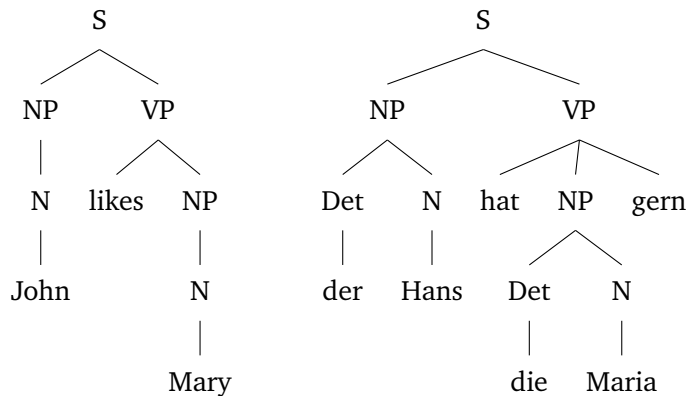 S S
NP VP NP VP
N likes NP Det N hat NP gern
John N der Hans Det N
Mary die Maria